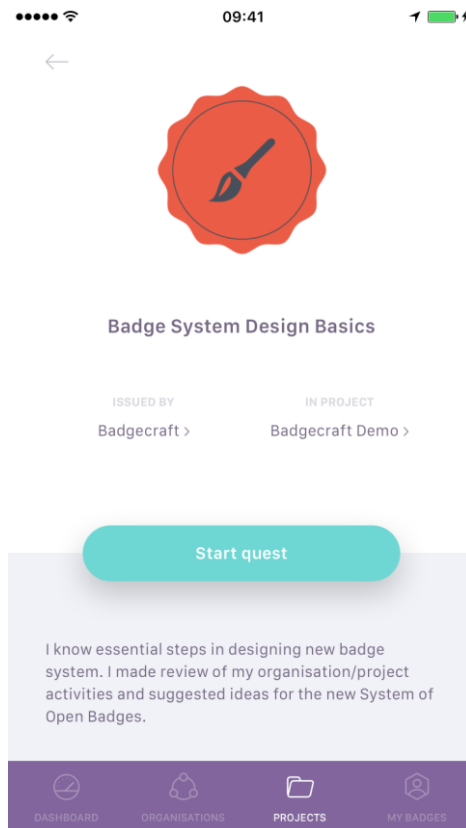 09:41
Badge System Design Basics
ISSUED BY
IN PROJECT
Badgecraft >
Badgecraft Demo >
Start quest
I know essential steps in designing new badge
system. I made review of my organisation/project
activities and suggested ideas for the new System of
Open Badges.
DASHBOARD
ORGANISATIONS
PROJECTS
MY BADGES